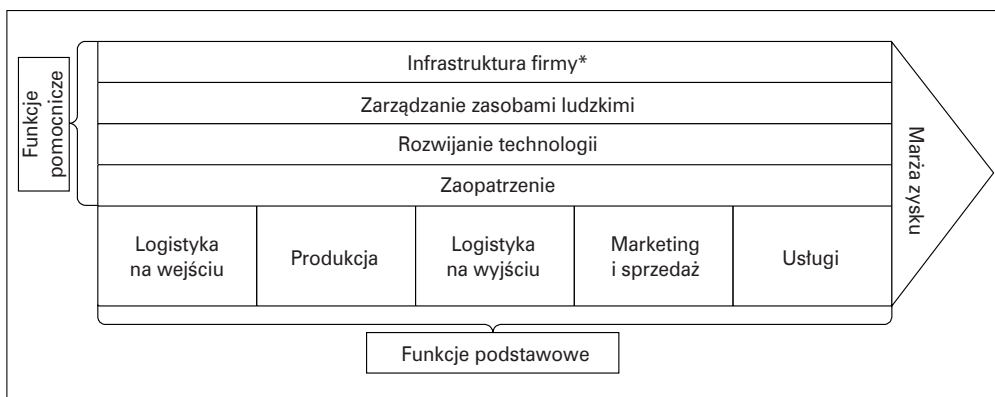 Funkcje
pomocnicze
Infrastruktura firmy*
Zarządzanie zasobami ludzkimi
Rozwijanie technologii
Zaopatrzenie
Logistyka
na wejściu
Produkcja
Logistyka
na wyjściu
Marketing
i sprzedaż
Usługi
Marża zysku
Funkcje podstawowe